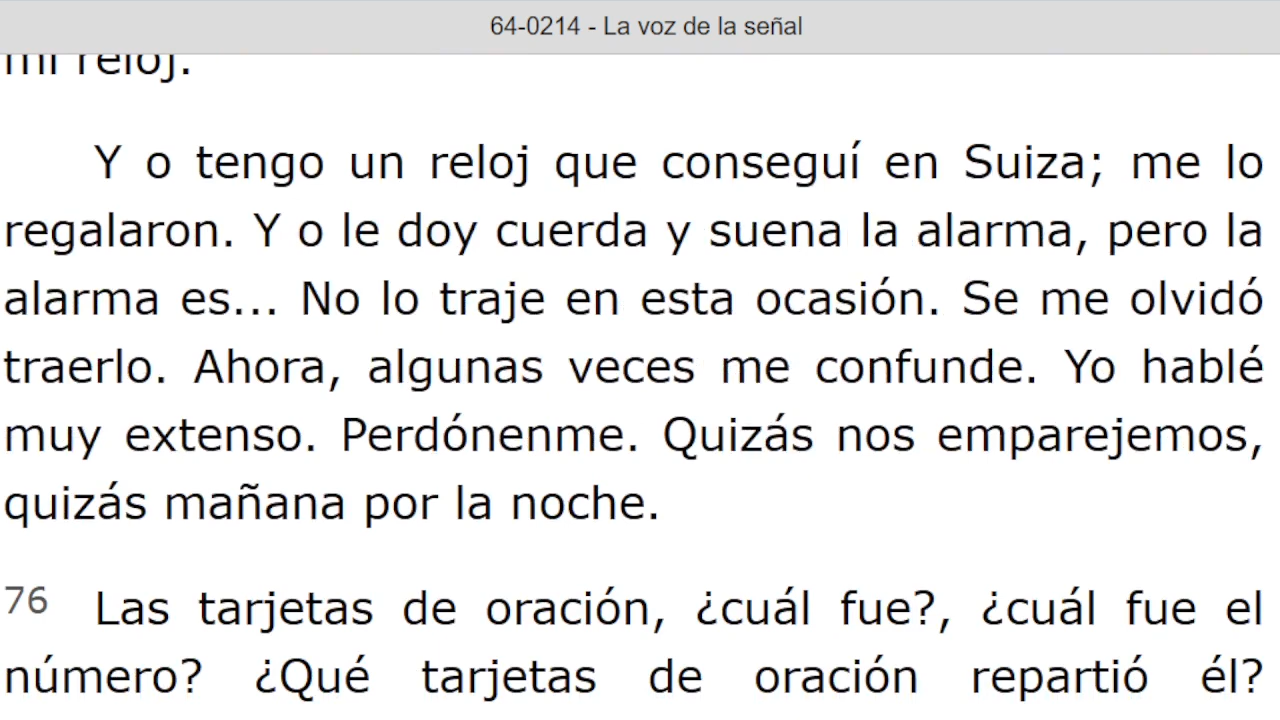 64-0214 - La voz de la señal
mi reloj.
Y o tengo un reloj que conseguí en Suiza; me lo
regalaron. Y o le doy cuerda y suena la alarma, pero la
alarma es... No lo traje en esta ocasión. Se me olvidó
traerlo. Ahora, algunas veces me confunde. Yo hablé
muy extenso. Perdónenme. Quizás nos emparejemos,
quizás mañana por la noche.
76 Las tarjetas de oración, ¿cuál fue?, ¿cuál fue el
número? ¿Qué tarjetas de oración repartió él?